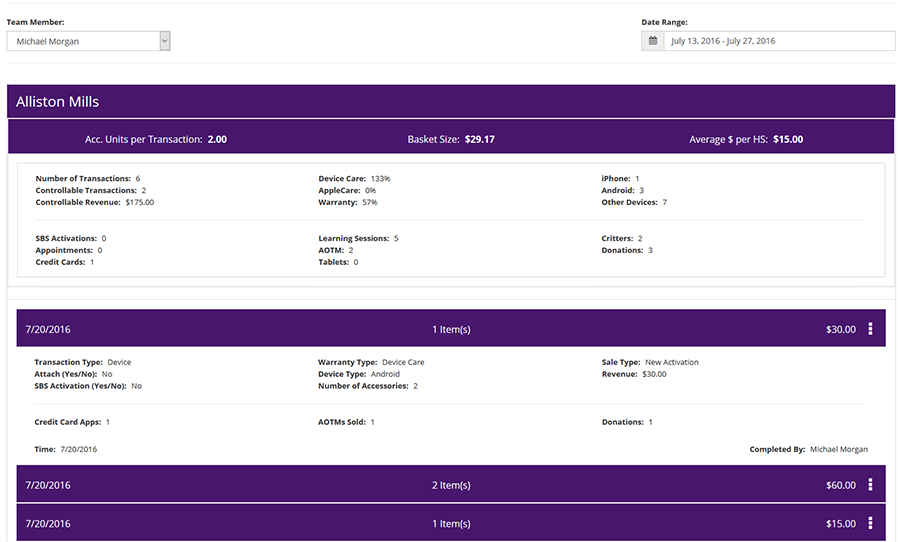 Team Member: Date Range:
Michael Morgan July 13, 2016 - July 27, 2016
Alliston Mills
Acc. Units per Transaction: 2.00 Basket Size: $29.17 Average $ per HS: $15.00
Number of Transactions: 6 Device Care: 133% iPhone: 1
Controllable Transactions: 2 AppleCare: 0% Android: 3
Controllable Revenue: $175.00 Warranty: 57% Other Devices: 7
SBS Activations: 0 Learning Sessions: 5 Critters: 2
Appointments: 0 AOTM: 2 Donations: 3
Credit Cards: 1 Tablets: 0
7/20/2016 1 Item(s) $30.00
Transaction Type: Device Warranty Type: Device Care Sale Type: New Activation
Attach (Yes/No): No Device Type: Android Revenue: $30.00
SBS Activation (Yes/No): No Number of Accessories: 2
Credit Card Apps: 1 AOTMs Sold: 1 Donations: 1
Time: 7/20/2016 Completed By: Michael Morgan
7/20/2016 2 Item(s) $60.00
7/20/2016 1 Item(s) $15.00